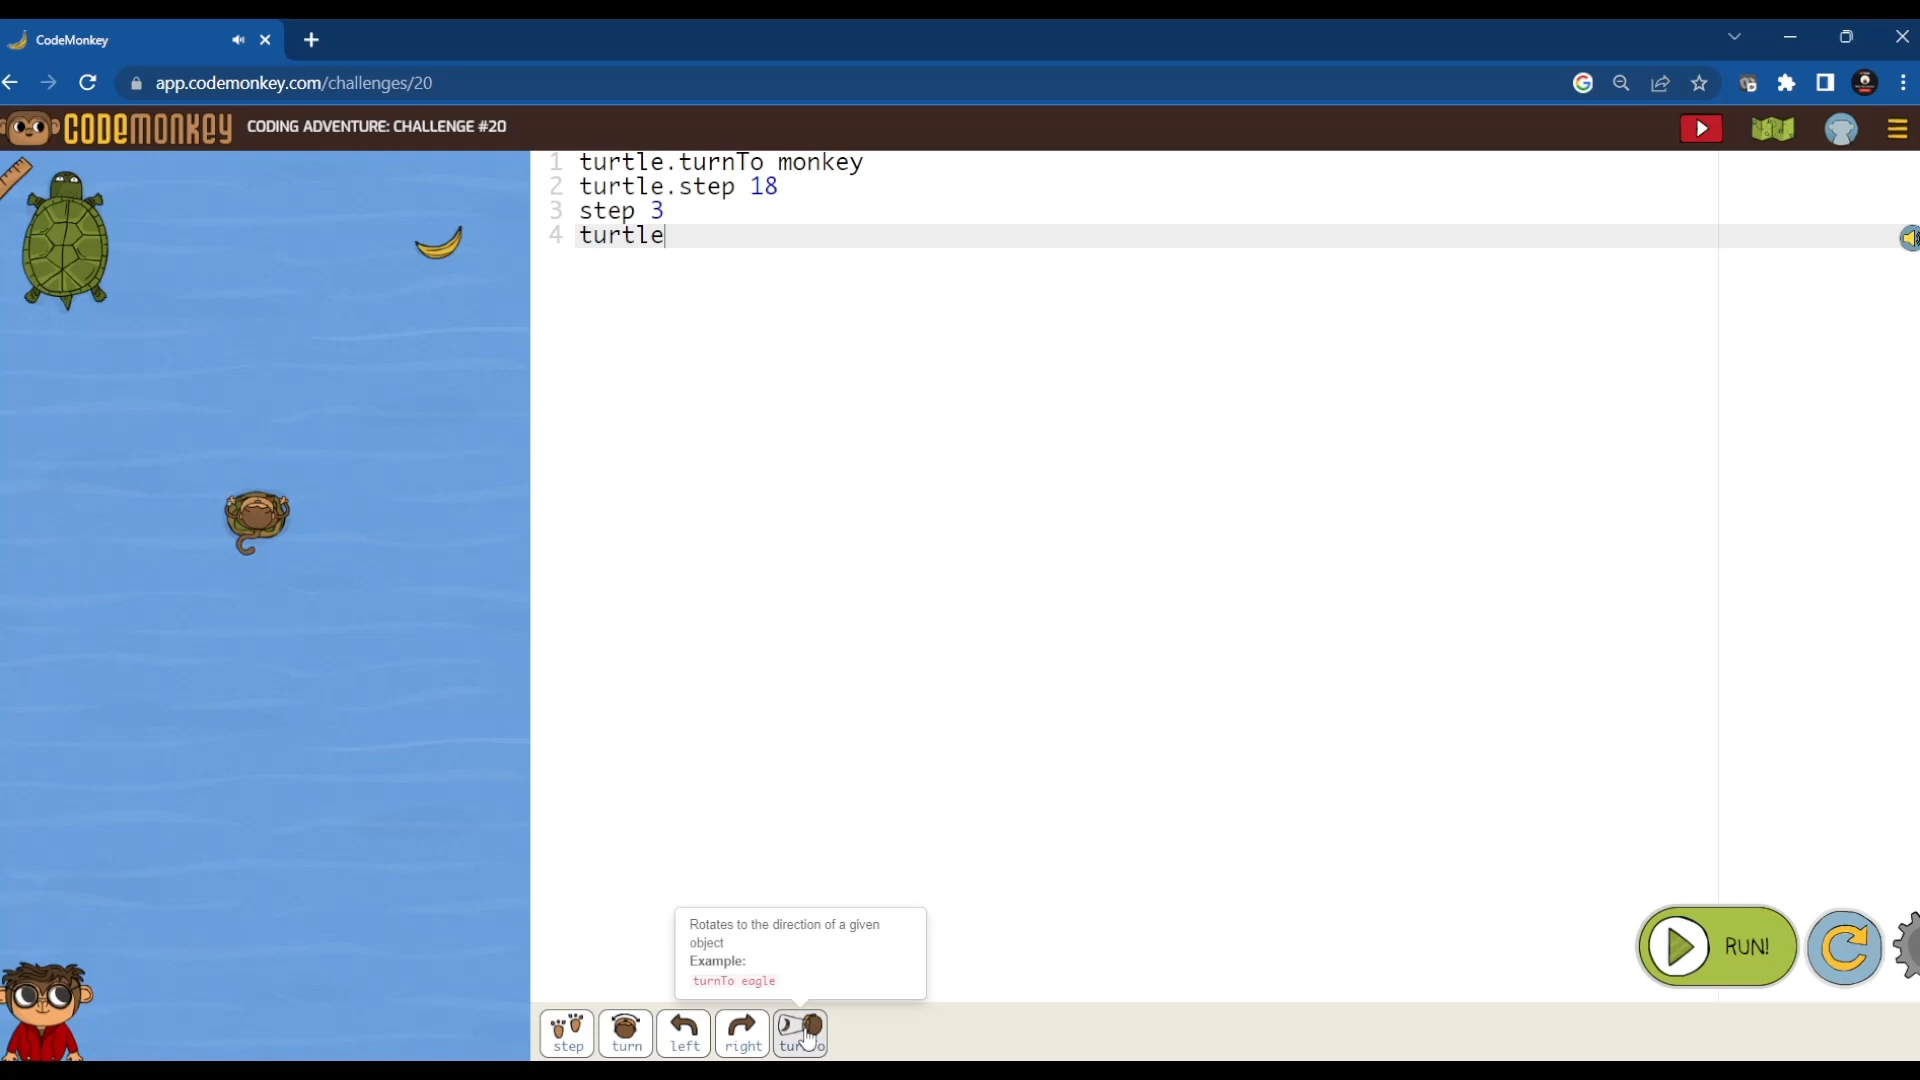 CodeMonkey
app.codemonkey.com/challenges/20
CODEMONKEY
CODING ADVENTURE: CHALLENGE #20
1 turtle.turnTo monkey
2 turtle.step 18
3 step 3
4 turtle
Rotates to the direction of a given
object
Example:
turnTo eagle
RUN!
step
turn
left
right